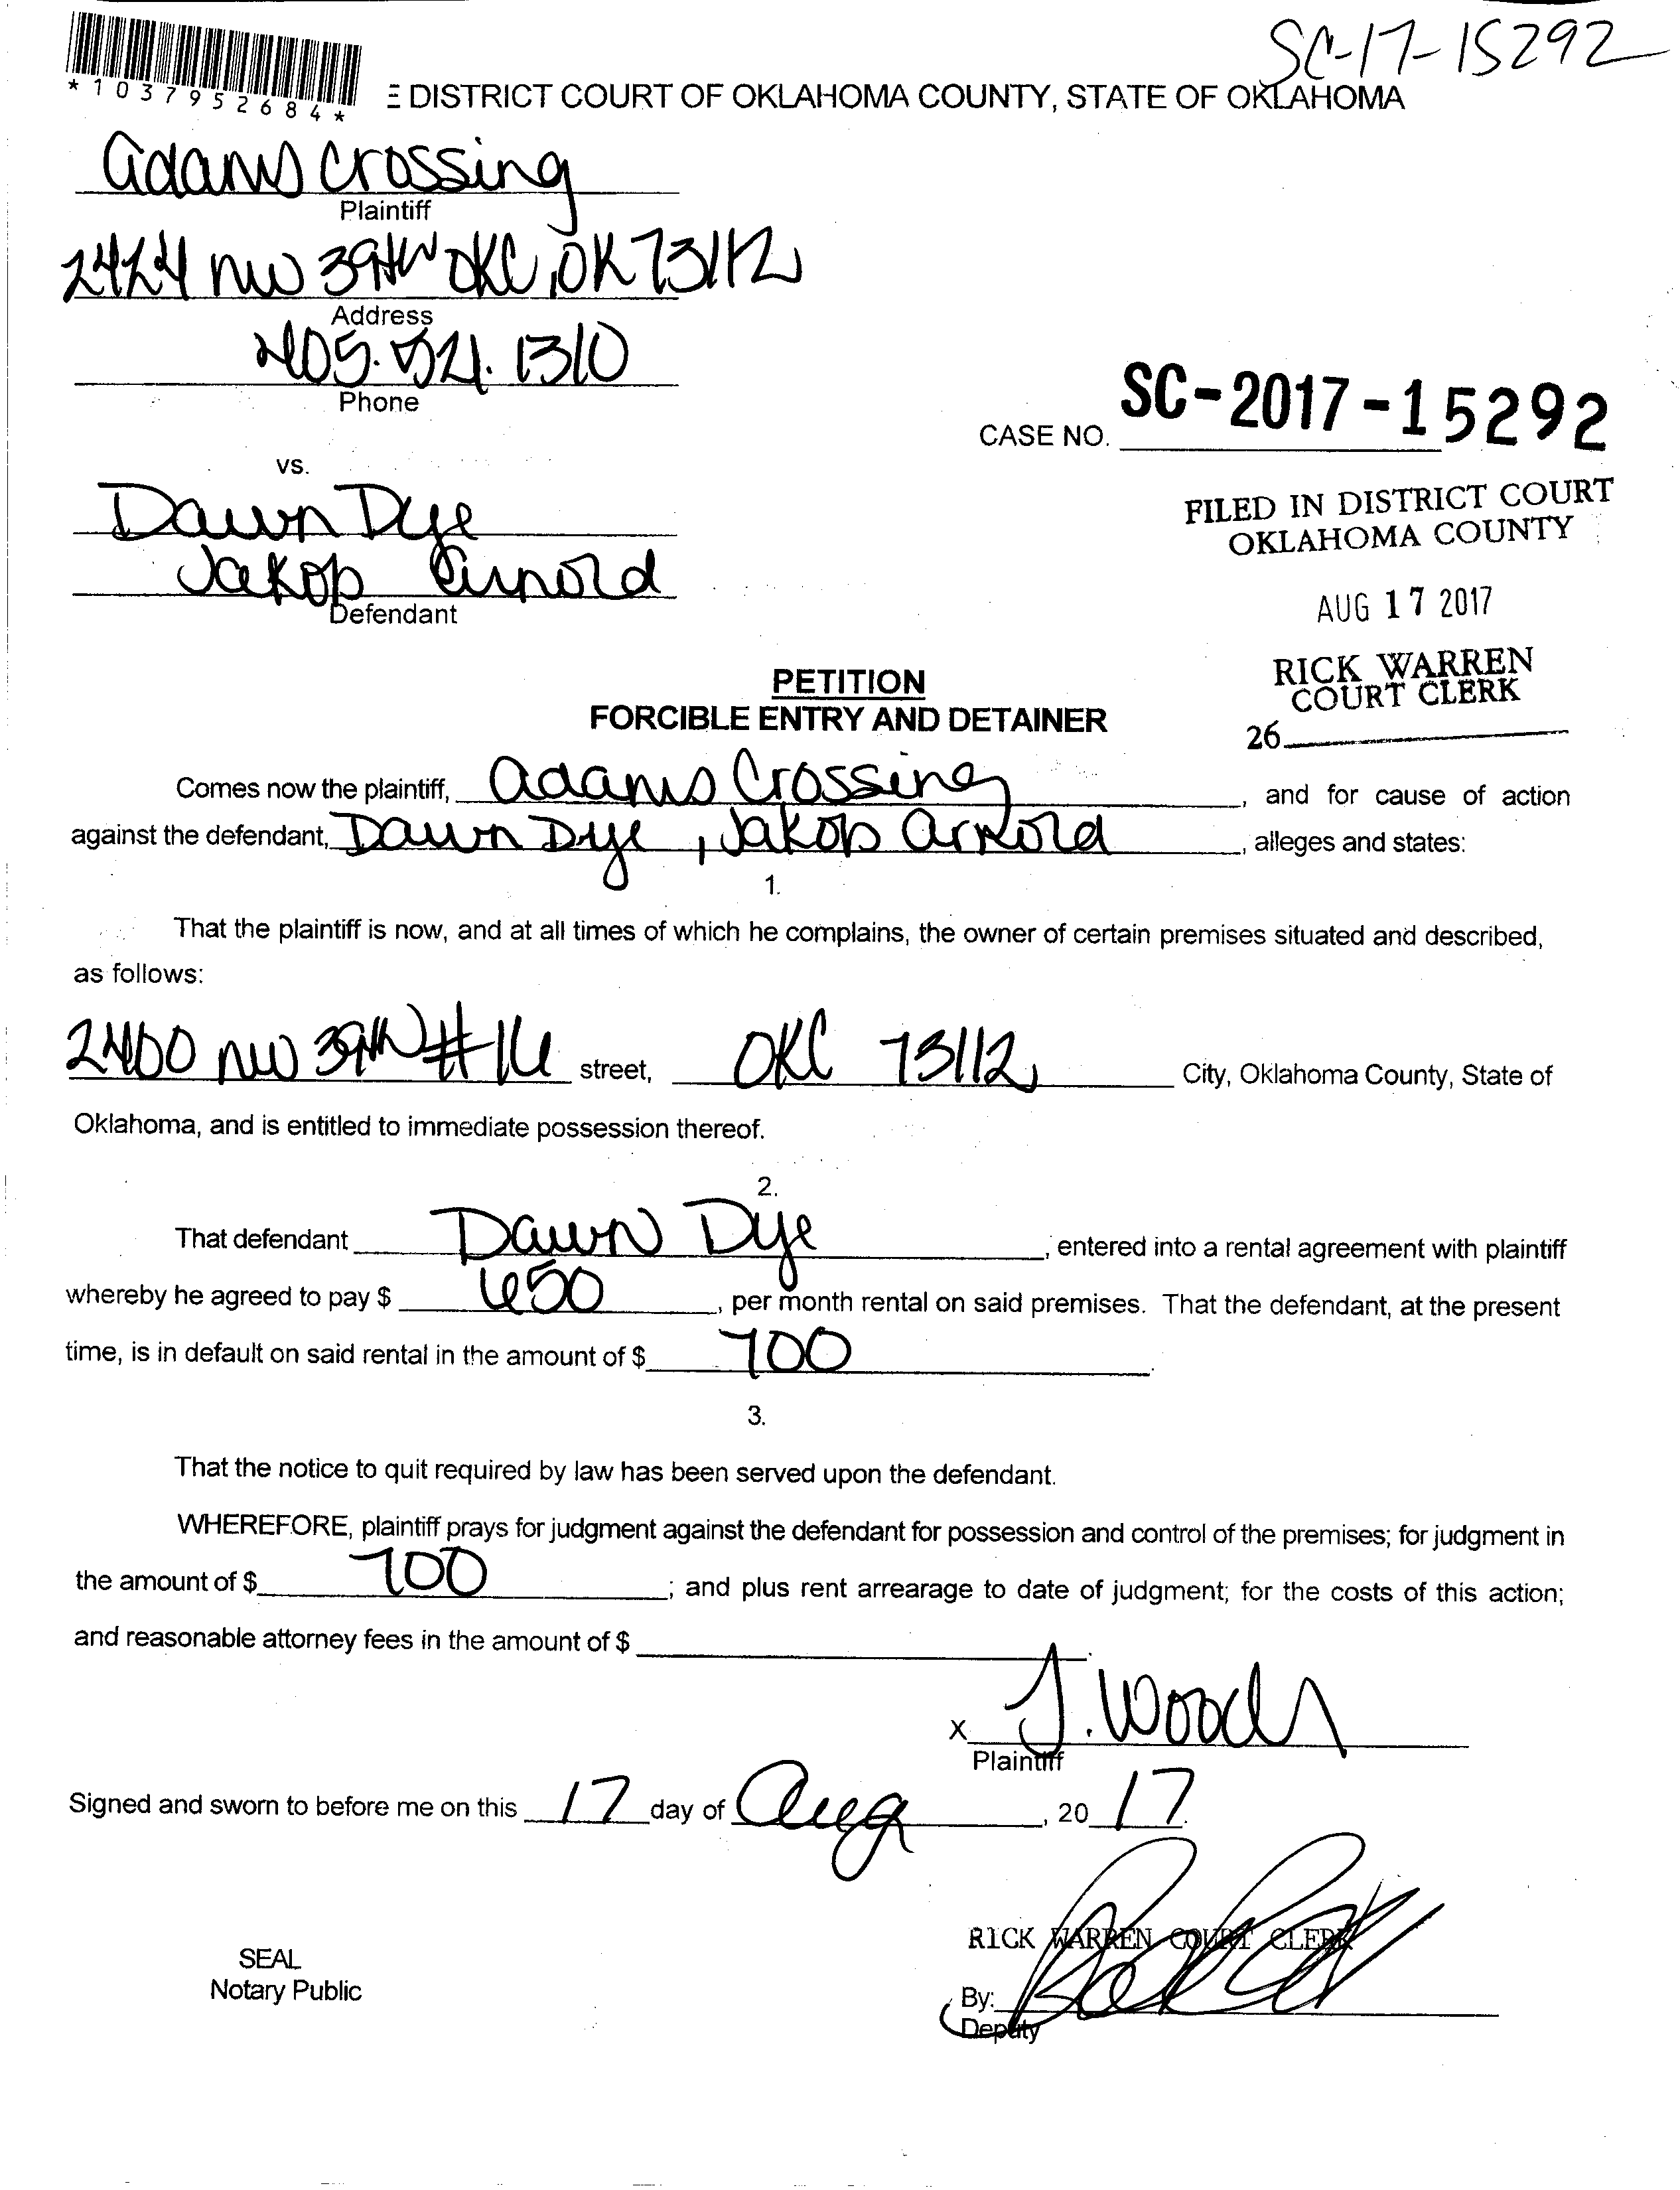 SC-17-15292
*1037952684*
E DISTRICT COURT OF OKLAHOMA COUNTY, STATE OF OKLAHOMA
adams crossing
Plaintiff
2424 nw 39th OKC, OK 73112
Address
405.521.1310
Phone
CASE NO. SC-2017-15292
vs.
FILED IN DISTRICT COURT
OKLAHOMA COUNTY
Dawn Dye
Jakob Arnold
Defendant
AUG 17 2017
RICK WARREN
COURT CLERK
26
PETITION
FORCIBLE ENTRY AND DETAINER
Comes now the plaintiff, adams Crossing, and for cause of action
against the defendant, Dawn Dye, Jakob Arnold, alleges and states:
1.
That the plaintiff is now, and at all times of which he complains, the owner of certain premises situated and described,
as follows:
2400 nw 39th #16 street, OKC 73112 City, Oklahoma County, State of
Oklahoma, and is entitled to immediate possession thereof.
2.
That defendant Dawn Dye, entered into a rental agreement with plaintiff
whereby he agreed to pay $ 650, per month rental on said premises. That the defendant, at the present
time, is in default on said rental in the amount of $ 700.
3.
That the notice to quit required by law has been served upon the defendant.
WHEREFORE, plaintiff prays for judgment against the defendant for possession and control of the premises; for judgment in
the amount of $ 700; and plus rent arrearage to date of judgment; for the costs of this action;
and reasonable attorney fees in the amount of $
X J. Woods
Plaintiff
Signed and sworn to before me on this 17 day of Aug, 20 17.
RICK WARREN COURT CLERK
SEAL
Notary Public
By:
Deputy